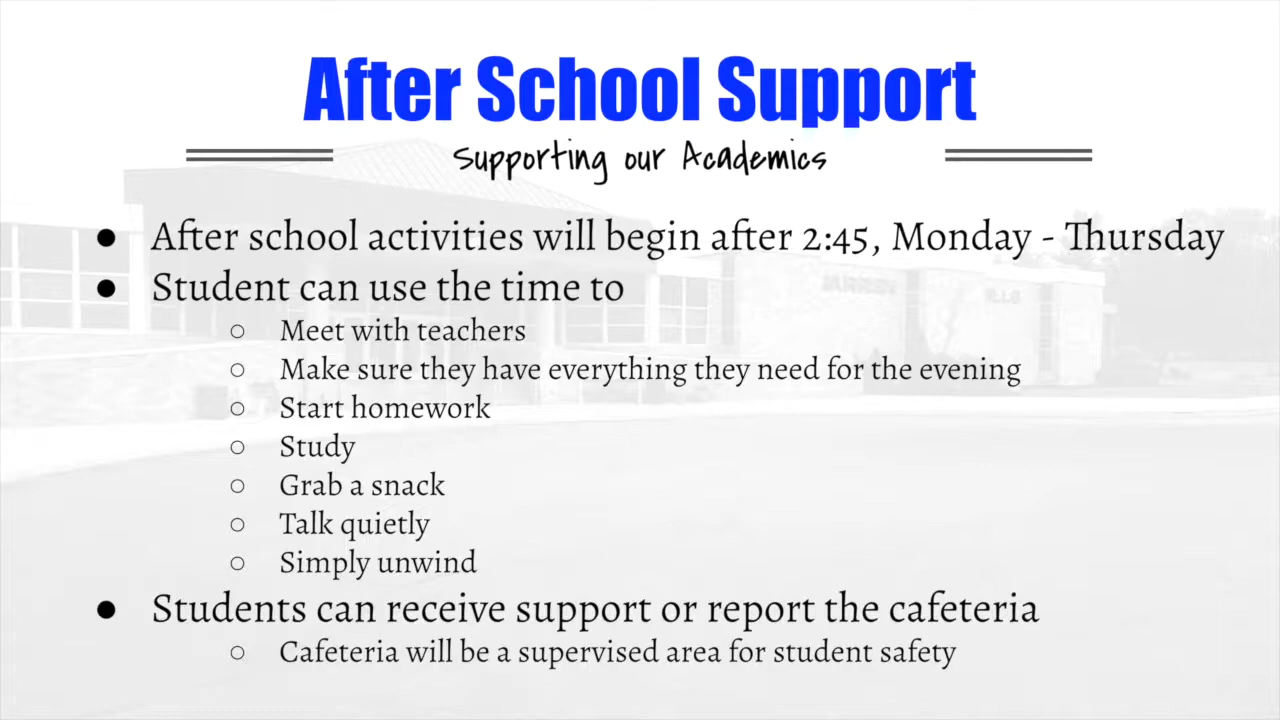 After School Support
Supporting our Academics
● After school activities will begin after 2:45, Monday - Thursday
● Student can use the time to
○ Meet with teachers
○ Make sure they have everything they need for the evening
○ Start homework
○ Study
○ Grab a snack
○ Talk quietly
○ Simply unwind
● Students can receive support or report the cafeteria
○ Cafeteria will be a supervised area for student safety